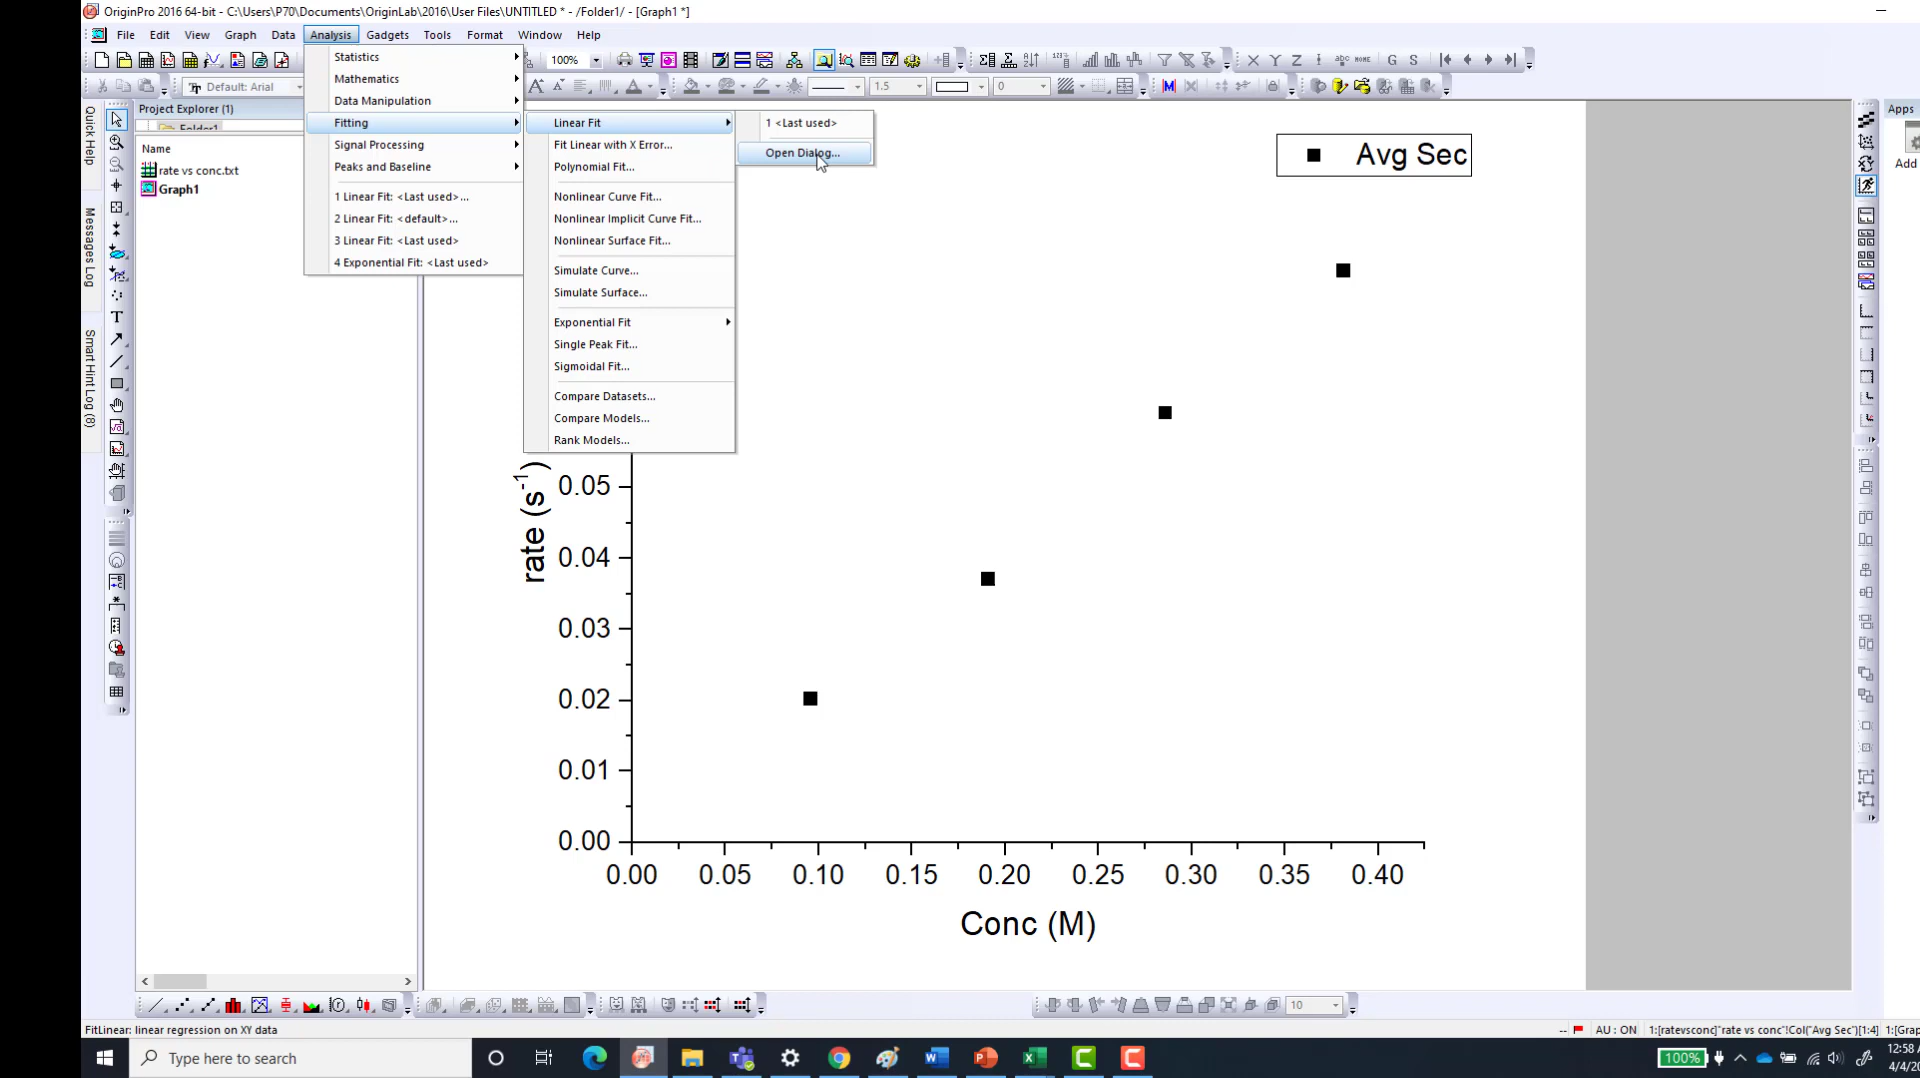 OriginPro 2016 64-bit - C:\Users\P70\Documents\OriginLab\2016\User Files\UNTITLED * - /Folder1/ - [Graph1 *]
File Edit View Graph Data Analysis Gadgets Tools Format Window Help
100%
Default: Arial
1.5
0
G S
X Y Z
Quick Help
Messages Log
Smart Hint Log (8)
Project Explorer (1)
Folder1
Name
rate vs conc.txt
Graph1
Statistics
Mathematics
Data Manipulation
Fitting
Signal Processing
Peaks and Baseline
1 Linear Fit: <Last used>...
2 Linear Fit: <default>...
3 Linear Fit: <Last used>
4 Exponential Fit: <Last used>
Linear Fit
Fit Linear with X Error...
Polynomial Fit...
Nonlinear Curve Fit...
Nonlinear Implicit Curve Fit...
Nonlinear Surface Fit...
Simulate Curve...
Simulate Surface...
Exponential Fit
Single Peak Fit...
Sigmoidal Fit...
Compare Datasets...
Compare Models...
Rank Models...
1 <Last used>
Open Dialog...
Avg Sec
Apps
Add
rate (s-1)
0.05
0.04
0.03
0.02
0.01
0.00
0.00 0.05 0.10 0.15 0.20 0.25 0.30 0.35 0.40
Conc (M)
10
FitLinear: linear regression on XY data
-- AU : ON 1:[ratevsconc]"rate vs conc"!Col("Avg Sec")[1:4] 1:[Grap
Type here to search
100%
12:58 A
4/4/20